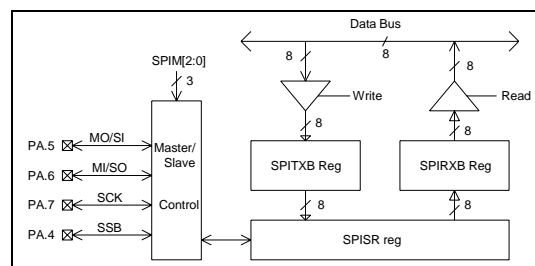 Data Bus
8
8
8
SPIM[2:0]
3
Write
Read
8
8
PA.5
MO/SI
Master/
Slave
SPITXB Reg
SPIRXB Reg
PA.6
MI/SO
PA.7
SCK
Control
8
8
PA.4
SSB
SPISR reg